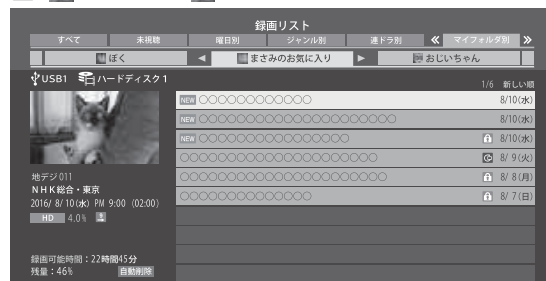 録画リスト
すべて 未視聴 曜日別 ジャンル別 連ドラ別 ≪ マイフォルダ別 ≫
ぼく ◀ まさみのお気に入り ▶ おじいちゃん
USB1 ハードディスク1
1/6 新しい順
NEW ○○○○○○○○○○○○ 8/10(水)
NEW ○○○○○○○○○○○○○○○○○○○○○ 8/10(水)
NEW ○○○○○○○○○○○○○○○○ 8/10(水)
○○○○○○○○○○○○○○○○○○○○○ 8/ 9(火)
○○○○○○○○○○○○○○○○○○○○○○ 8/ 8(月)
○○○○○○○○○○○○○○ 8/ 7(日)
地デジ 011
NHK総合・東京
2016/ 8/10(水) PM 9:00 (02:00)
HD 4.0%
録画可能時間：22時間45分
残量：46% 自動削除